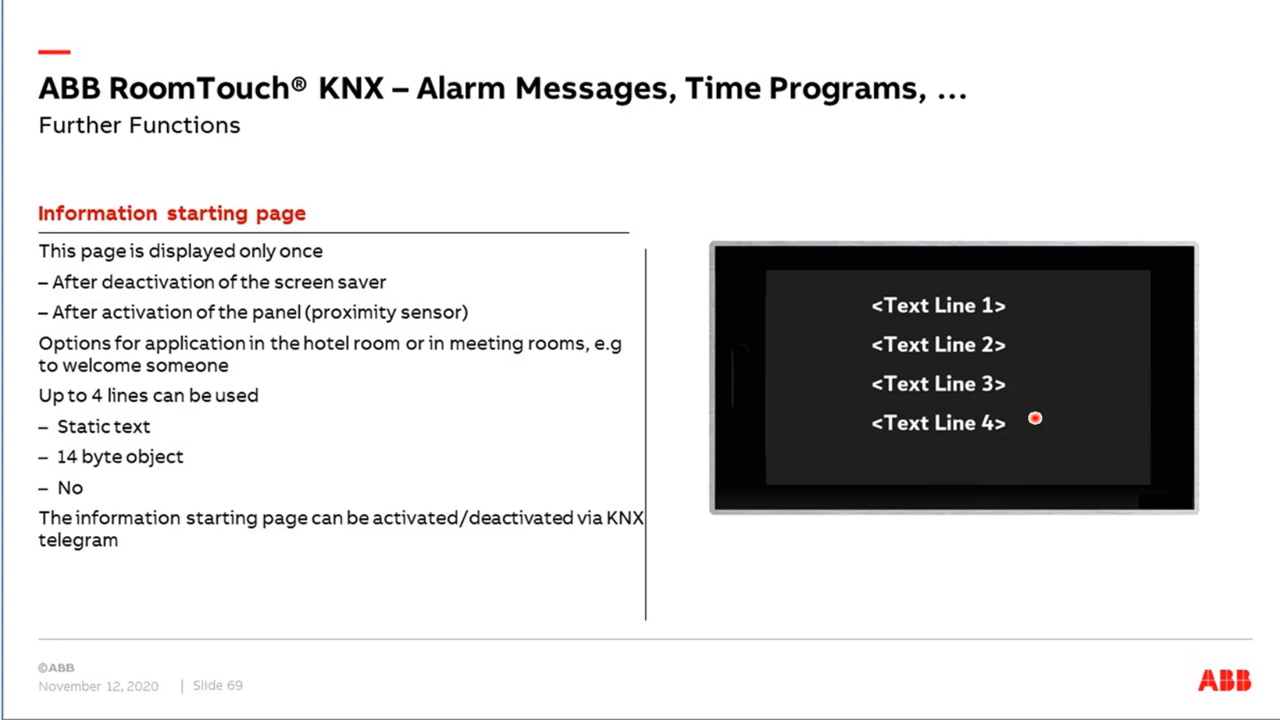 ABB RoomTouch® KNX – Alarm Messages, Time Programs, …
Further Functions
Information starting page
This page is displayed only once
– After deactivation of the screen saver
– After activation of the panel (proximity sensor)
Options for application in the hotel room or in meeting rooms, e.g
to welcome someone
Up to 4 lines can be used
– Static text
– 14 byte object
– No
The information starting page can be activated/deactivated via KNX
telegram
<Text Line 1>
<Text Line 2>
<Text Line 3>
<Text Line 4>
©ABB
November 12, 2020 | Slide 69
ABB